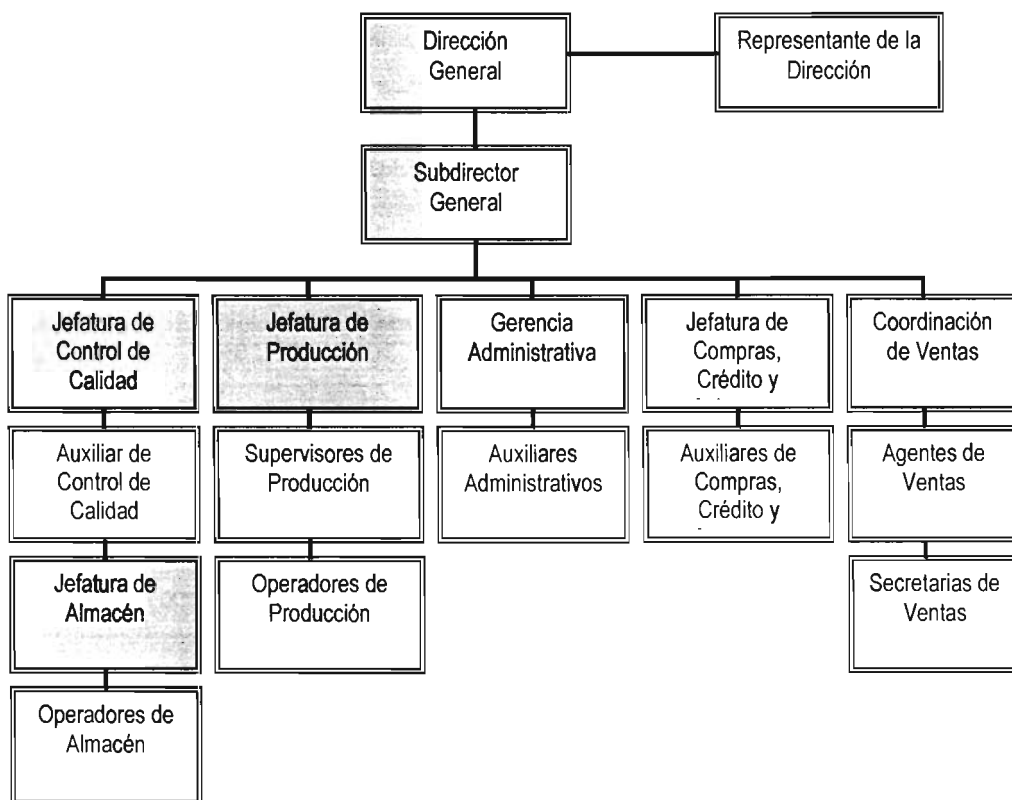 Dirección
General
Representante de la
Dirección
Subdirector
General
Jefatura de
Control de
Calidad
Jefatura de
Producción
Gerencia
Administrativa
Jefatura de
Compras,
Crédito y
Coordinación
de Ventas
Auxiliar de
Control de
Calidad
Supervisores de
Producción
Auxiliares
Administrativos
Auxiliares de
Compras,
Crédito y
Agentes de
Ventas
Jefatura de
Almacén
Operadores de
Producción
Secretarias de
Ventas
Operadores de
Almacén